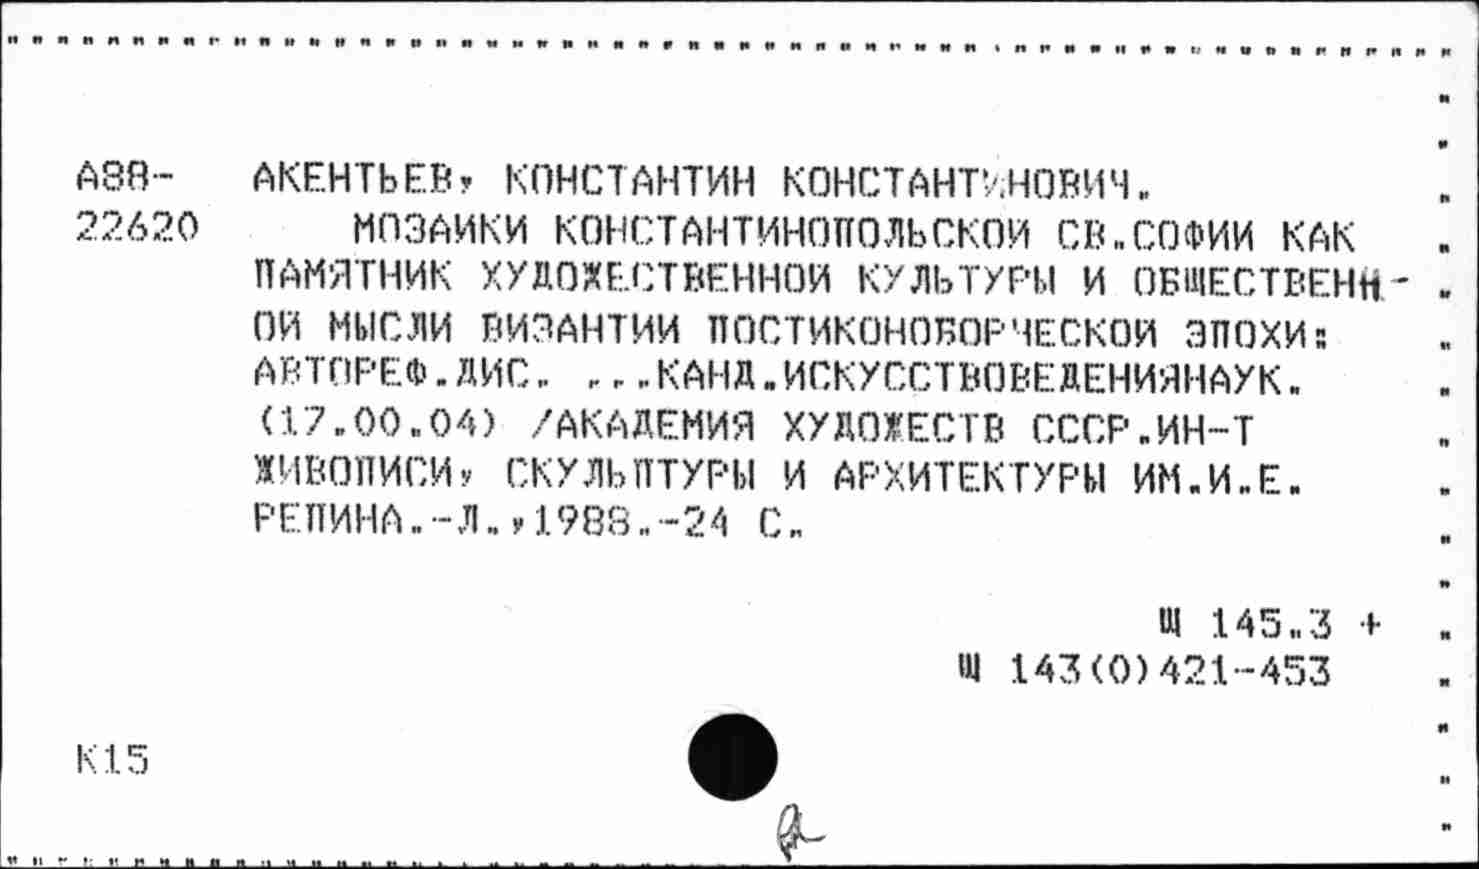 А88-
22620
АКЕНТЬЕВ, КОНСТАНТИН КОНСТАНТИНОВИЧ.
МОЗАИКИ КОНСТАНТИНОПОЛЬСКОЙ СВ.СОФИИ КАК
ПАМЯТНИК ХУДОЖЕСТВЕННОЙ КУЛЬТУРЫ И ОБЩЕСТВЕНН-
ОЙ МЫСЛИ ВИЗАНТИИ ПОСТИКОНОБОРЧЕСКОЙ ЭПОХИ:
АВТОРЕФ.ДИС. ...КАНД.ИСКУССТВОВЕДЕНИЯНАУК.
(17.00.04) /АКАДЕМИЯ ХУДОЖЕСТВ СССР.ИН-Т
ЖИВОПИСИ, СКУЛЬПТУРЫ И АРХИТЕКТУРЫ ИМ.И.Е.
РЕПИНА.-Л.,1988.-24 С.
Щ 145.3 +
Щ 143(0)421-453
К15